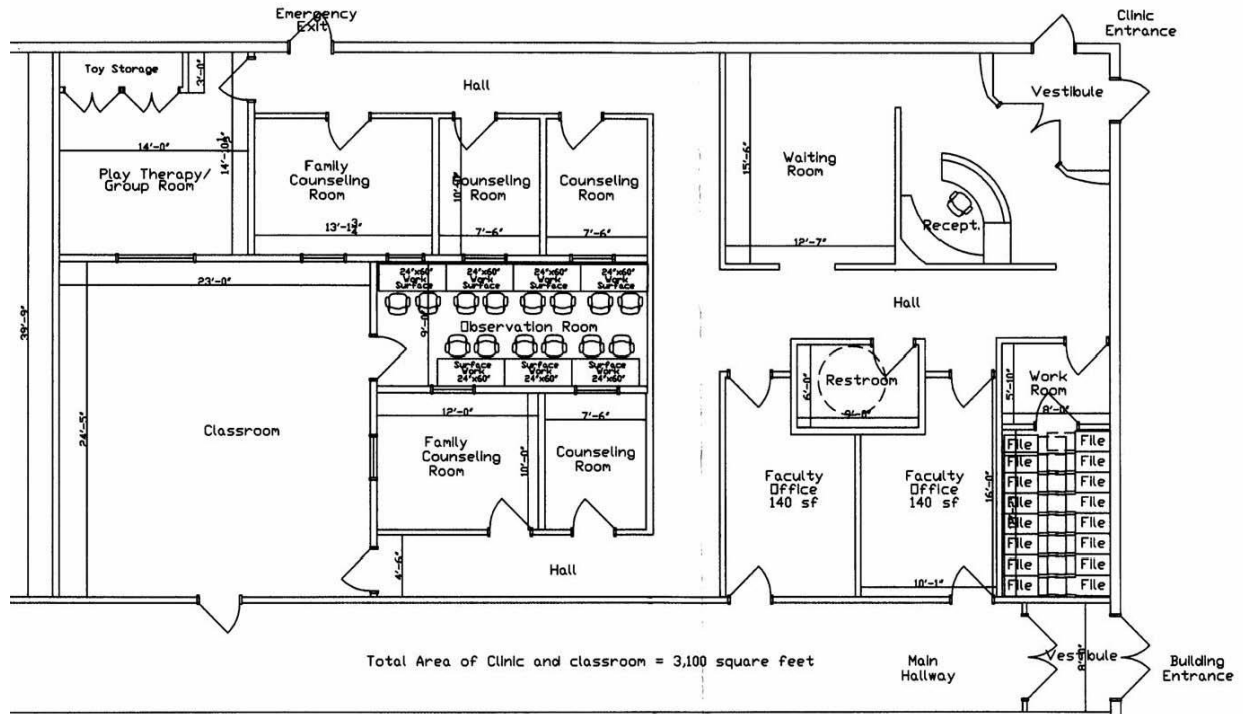 Emergency
Exit
Clinic
Entrance
Toy Storage
3'-0"
Hall
Vestibule
14'-0"
14'-10½"
Play Therapy/
Group Room
Family
Counseling
Room
13'-1¾"
10'-0"
Counseling
Room
7'-6"
Counseling
Room
7'-6"
15'-6"
Waiting
Room
12'-7"
Recept.
23'-0"
24"x60"
Work
Surface
24"x60"
Work
Surface
24"x60"
Work
Surface
24"x60"
Work
Surface
Hall
39'-9"
9'-0"
Observation Room
Surface
Work
24"x60"
Surface
Work
24"x60"
Surface
Work
24"x60"
6'-0"
Restroom
5'-10"
Work
Room
8'-0"
24'-5"
Classroom
12'-0"
7'-6"
Family
Counseling
Room
10'-0"
Counseling
Room
Faculty
Office
140 sf
Faculty
Office
140 sf
16'-0"
File File
File File
File File
File File
File File
File File
File File
File File
4'-6"
Hall
10'-1"
Total Area of Clinic and classroom = 3,100 square feet
Main
Hallway
Vestibule
Building
Entrance